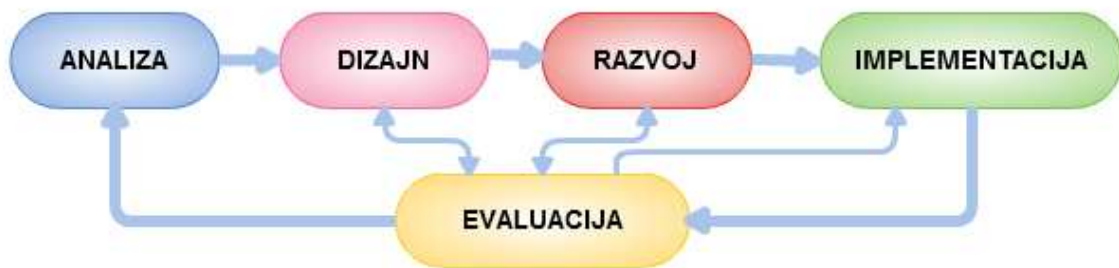 ANALIZA
DIZAJN
RAZVOJ
IMPLEMENTACIJA
EVALUACIJA